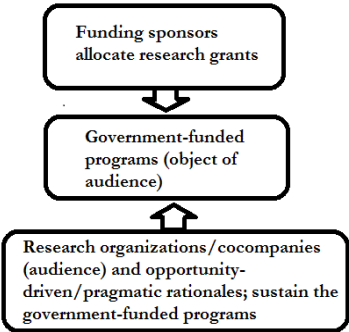 Funding sponsors
allocate research grants
Government-funded
programs (object of
audience)
Research organizations/cocompanies
(audience) and opportunity-
driven/pragmatic rationales; sustain the
government-funded programs